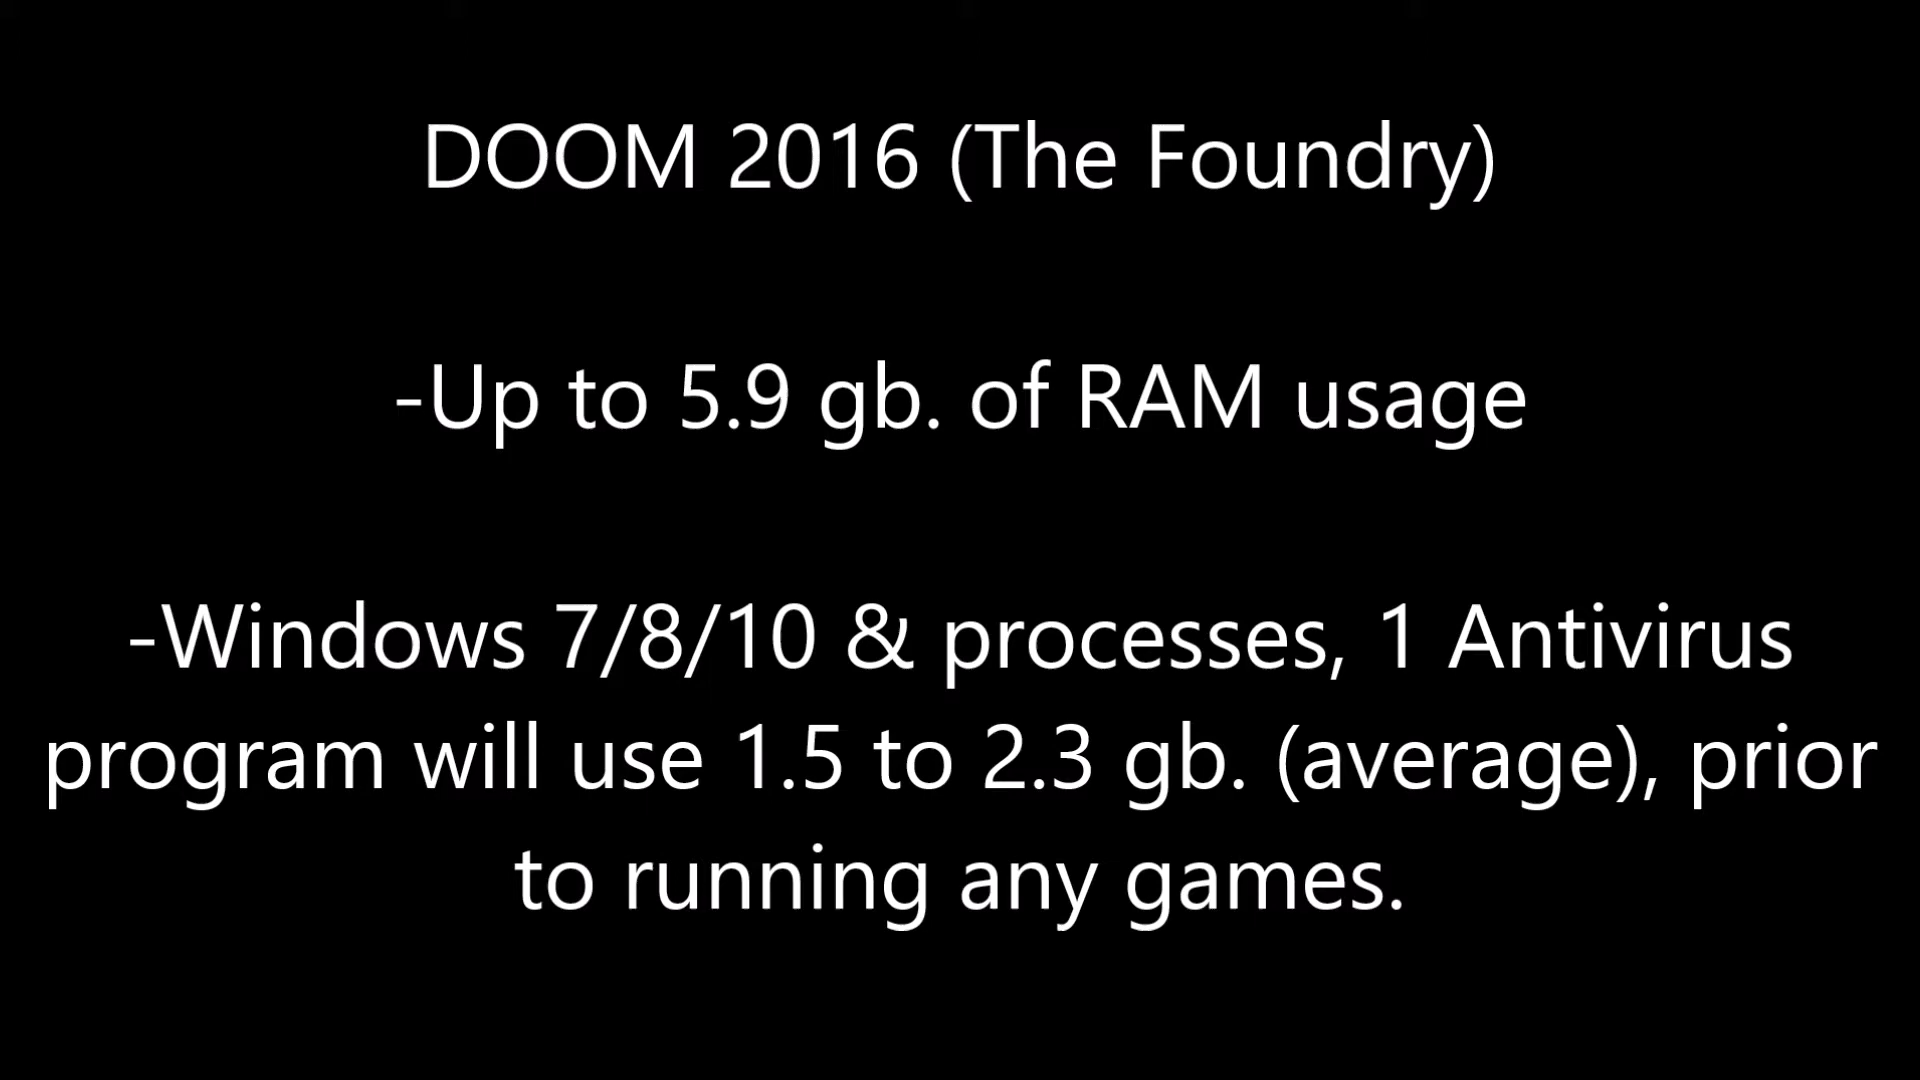 DOOM 2016 (The Foundry)
-Up to 5.9 gb. of RAM usage
-Windows 7/8/10 & processes, 1 Antivirus
program will use 1.5 to 2.3 gb. (average), prior
to running any games.